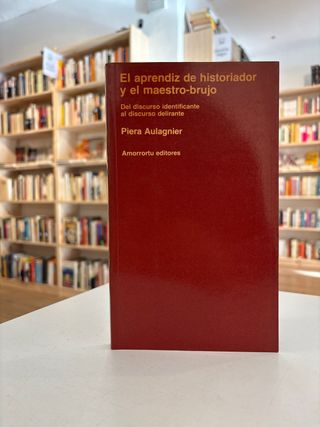 El aprendiz de historiador
y el maestro-brujo
Del discurso identificante
al discurso delirante
Piera Aulagnier
Amorrortu editores